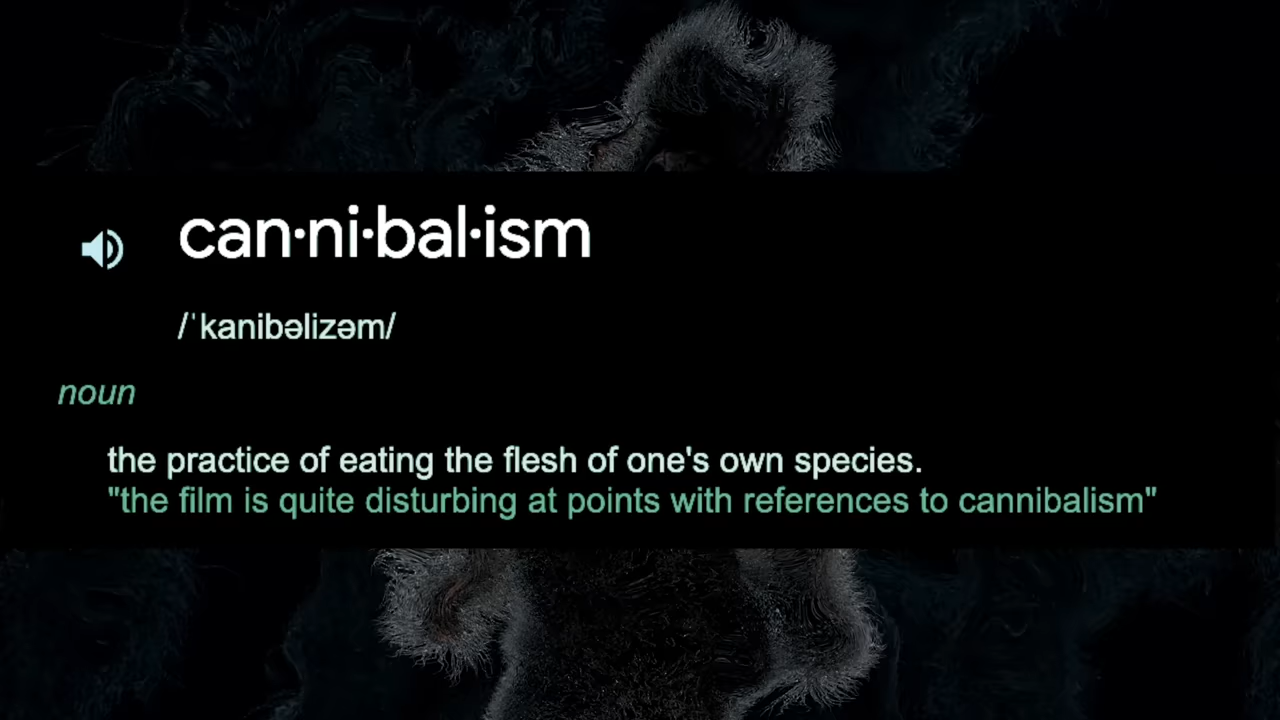 can·ni·bal·ism
/ˈkanibəlizəm/
noun
the practice of eating the flesh of one's own species.
"the film is quite disturbing at points with references to cannibalism"